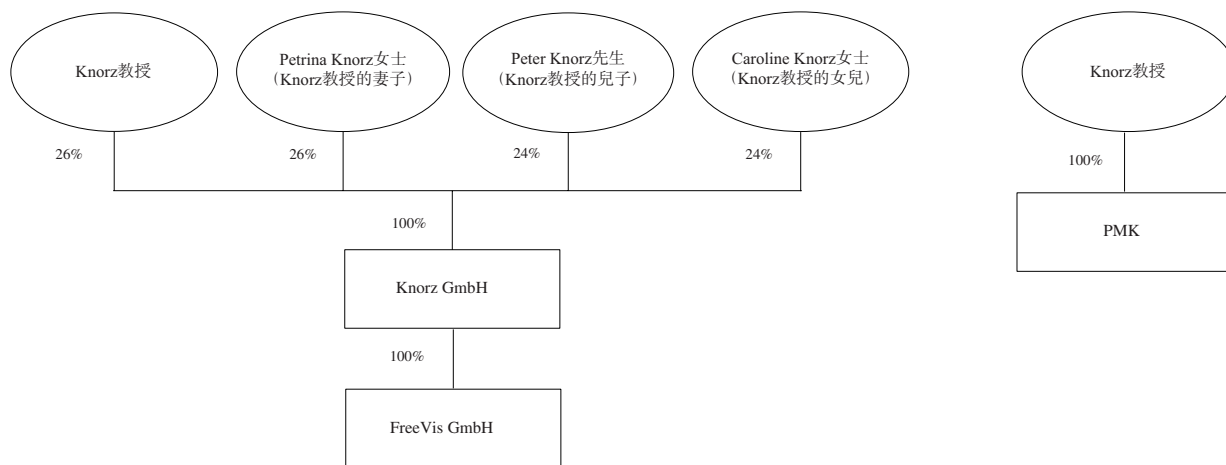 Knorz教授
Petrina Knorz女士
(Knorz教授的妻子)
Peter Knorz先生
(Knorz教授的兒子)
Caroline Knorz女士
(Knorz教授的女兒)
Knorz教授
26%
26%
24%
24%
100%
100%
PMK
Knorz GmbH
100%
FreeVis GmbH